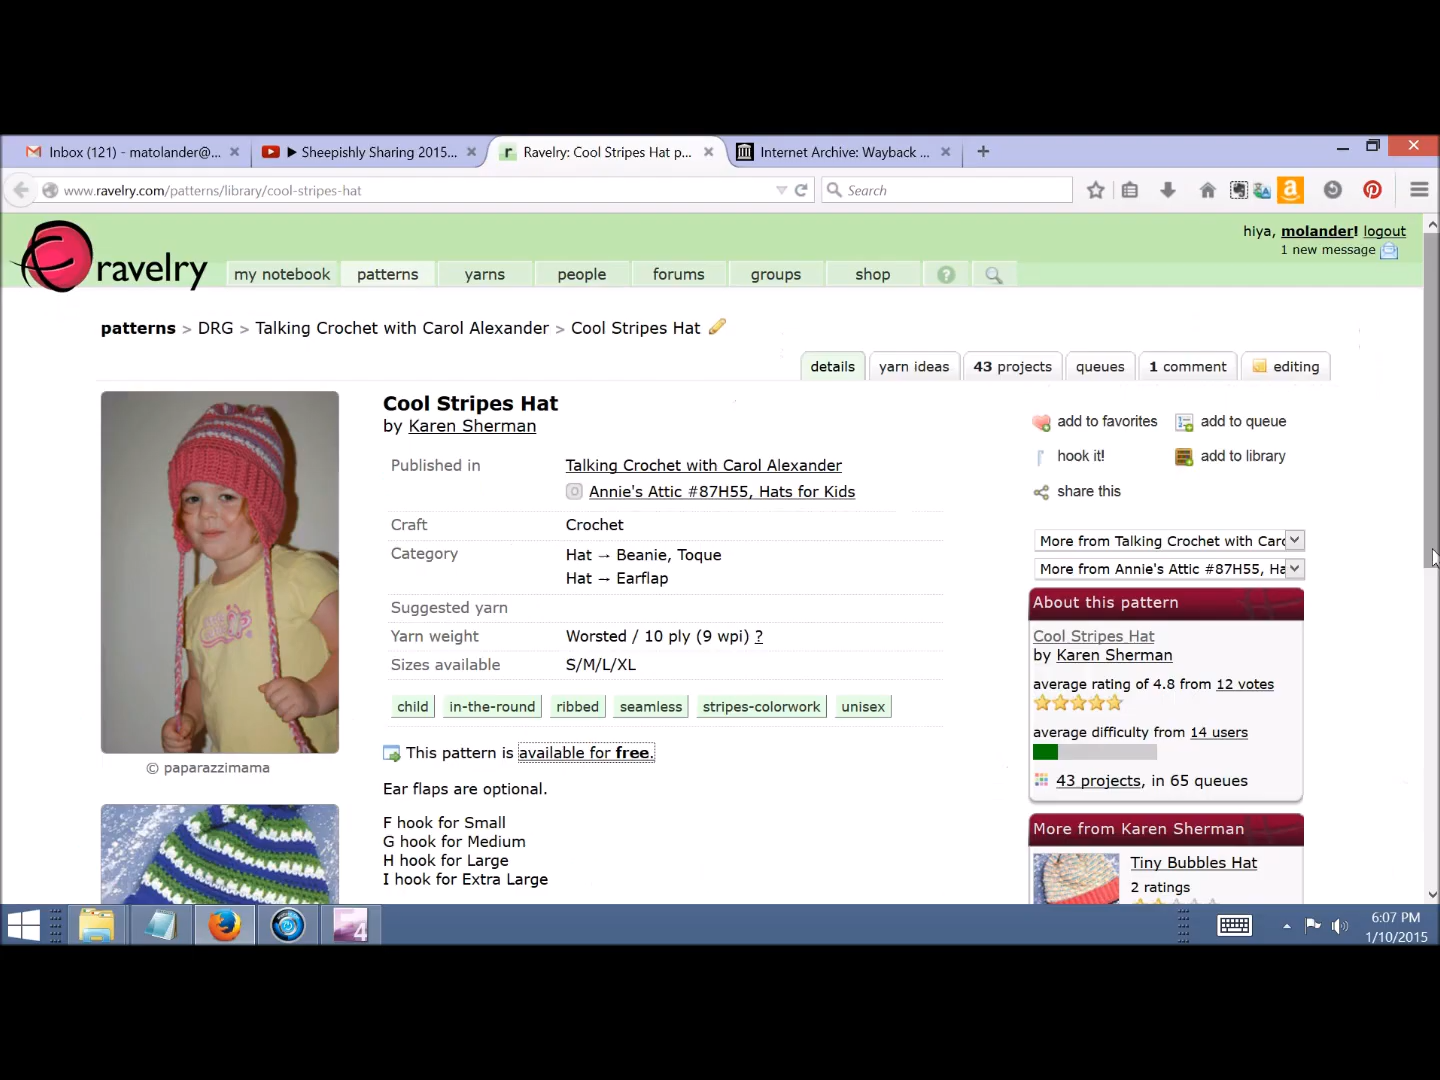 Inbox (121) - matolander@...
▶ Sheepishly Sharing 2015...
Ravelry: Cool Stripes Hat p...
Internet Archive: Wayback ...
www.ravelry.com/patterns/library/cool-stripes-hat
Search
hiya, molander! logout
1 new message
ravelry
my notebook patterns yarns people forums groups shop ?
patterns > DRG > Talking Crochet with Carol Alexander > Cool Stripes Hat
details yarn ideas 43 projects queues 1 comment editing
Cool Stripes Hat
by Karen Sherman
Published in Talking Crochet with Carol Alexander
Annie's Attic #87H55, Hats for Kids
Craft Crochet
Category Hat → Beanie, Toque
Hat → Earflap
Suggested yarn
Yarn weight Worsted / 10 ply (9 wpi) ?
Sizes available S/M/L/XL
child in-the-round ribbed seamless stripes-colorwork unisex
This pattern is available for free.
© paparazzimama
Ear flaps are optional.
F hook for Small
G hook for Medium
H hook for Large
I hook for Extra Large
add to favorites add to queue
hook it! add to library
share this
More from Talking Crochet with Carc
More from Annie's Attic #87H55, Ha
About this pattern
Cool Stripes Hat
by Karen Sherman
average rating of 4.8 from 12 votes
average difficulty from 14 users
43 projects, in 65 queues
More from Karen Sherman
Tiny Bubbles Hat
2 ratings
4
6:07 PM
1/10/2015